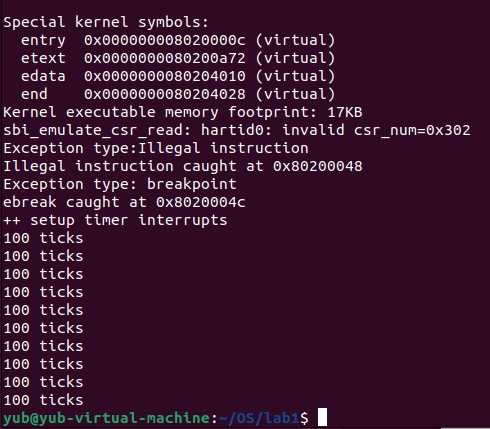 Special kernel symbols:
  entry  0x000000008020000c (virtual)
  etext  0x0000000080200a72 (virtual)
  edata  0x0000000080204010 (virtual)
  end    0x0000000080204028 (virtual)
Kernel executable memory footprint: 17KB
sbi_emulate_csr_read: hartid0: invalid csr_num=0x302
Exception type:Illegal instruction
Illegal instruction caught at 0x80200048
Exception type: breakpoint
ebreak caught at 0x8020004c
++ setup timer interrupts
100 ticks
100 ticks
100 ticks
100 ticks
100 ticks
100 ticks
100 ticks
100 ticks
100 ticks
100 ticks
yub@yub-virtual-machine:~/OS/lab1$